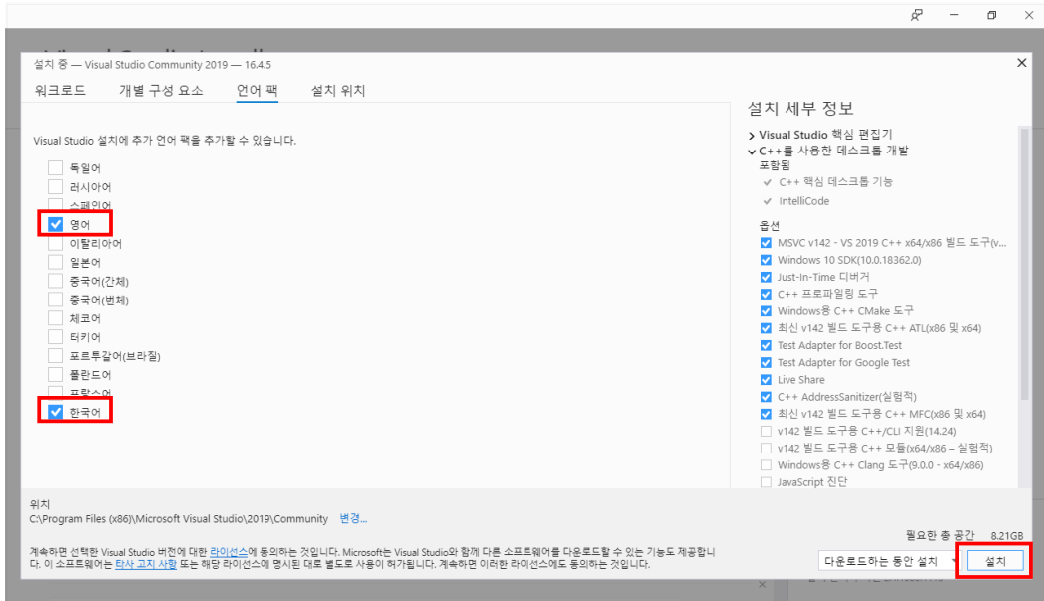 설치 중 — Visual Studio Community 2019 — 16.4.5
워크로드 개별 구성 요소 언어 팩 설치 위치
Visual Studio 설치에 추가 언어 팩을 추가할 수 있습니다.
독일어
러시아어
스페인어
영어
이탈리아어
일본어
중국어(간체)
중국어(번체)
체코어
터키어
포르투갈어(브라질)
폴란드어
프랑스어
한국어
설치 세부 정보
Visual Studio 핵심 편집기
C++를 사용한 데스크톱 개발
포함됨
C++ 핵심 데스크톱 기능
IntelliCode
옵션
MSVC v142 - VS 2019 C++ x64/x86 빌드 도구(v...
Windows 10 SDK(10.0.18362.0)
Just-In-Time 디버거
C++ 프로파일링 도구
Windows용 C++ CMake 도구
최신 v142 빌드 도구용 C++ ATL(x86 및 x64)
Test Adapter for Boost.Test
Test Adapter for Google Test
Live Share
C++ AddressSanitizer(실험적)
최신 v142 빌드 도구용 C++ MFC(x86 및 x64)
v142 빌드 도구용 C++/CLI 지원(14.24)
v142 빌드 도구용 C++ 모듈(x64/x86 – 실험적)
Windows용 C++ Clang 도구(9.0.0 - x64/x86)
JavaScript 진단
위치
C:\Program Files (x86)\Microsoft Visual Studio\2019\Community 변경...
필요한 총 공간 8.21GB
계속하면 선택한 Visual Studio 버전에 대한 라이선스에 동의하는 것입니다. Microsoft는 Visual Studio와 함께 다른 소프트웨어를 다운로드할 수 있는 기능도 제공합니
다. 이 소프트웨어는 타사 고지 사항 또는 해당 라이선스에 명시된 대로 별도로 사용이 허가됩니다. 계속하면 이러한 라이선스에도 동의하는 것입니다.
다운로드하는 동안 설치 설치